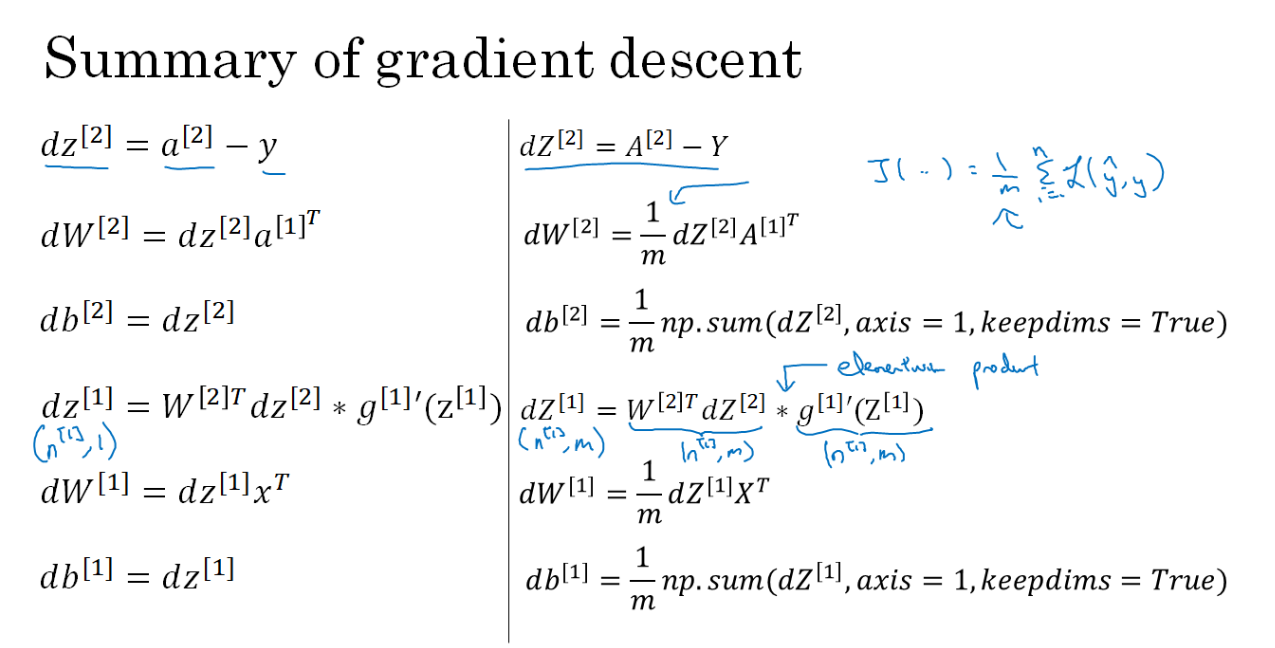 Summary of gradient descent
dz^[2] = a^[2] − y
dW^[2] = dz^[2] a^[1]^T
db^[2] = dz^[2]
dz^[1] = W^[2]T dz^[2] ∗ g^[1]′(z^[1])
(n^[1], 1)
dW^[1] = dz^[1] x^T
db^[1] = dz^[1]
dZ^[2] = A^[2] − Y
dW^[2] = 1/m dZ^[2] A^[1]^T
db^[2] = 1/m np.sum(dZ^[2], axis = 1, keepdims = True)
elementwise product
dZ^[1] = W^[2]T dZ^[2] ∗ g^[1]′(Z^[1])
(n^[1], m) (n^[1], m) (n^[1], m)
dW^[1] = 1/m dZ^[1] X^T
db^[1] = 1/m np.sum(dZ^[1], axis = 1, keepdims = True)
J(..) = 1/m n Σ i= L(ŷ, y)